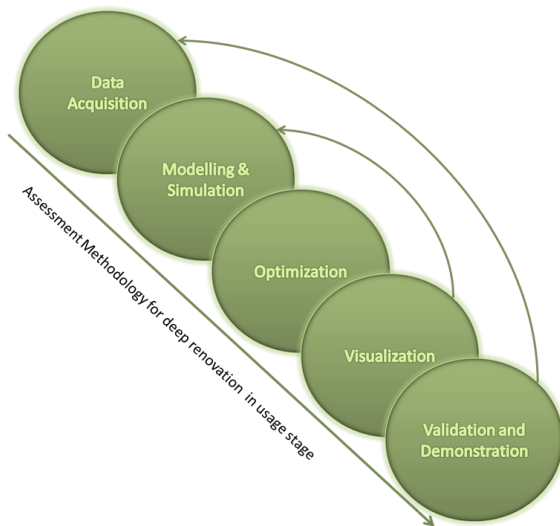 Data
Acquisition
Modelling &
Simulation
Optimization
Visualization
Validation and
Demonstration
Assessment Methodology for deep renovation in usage stage